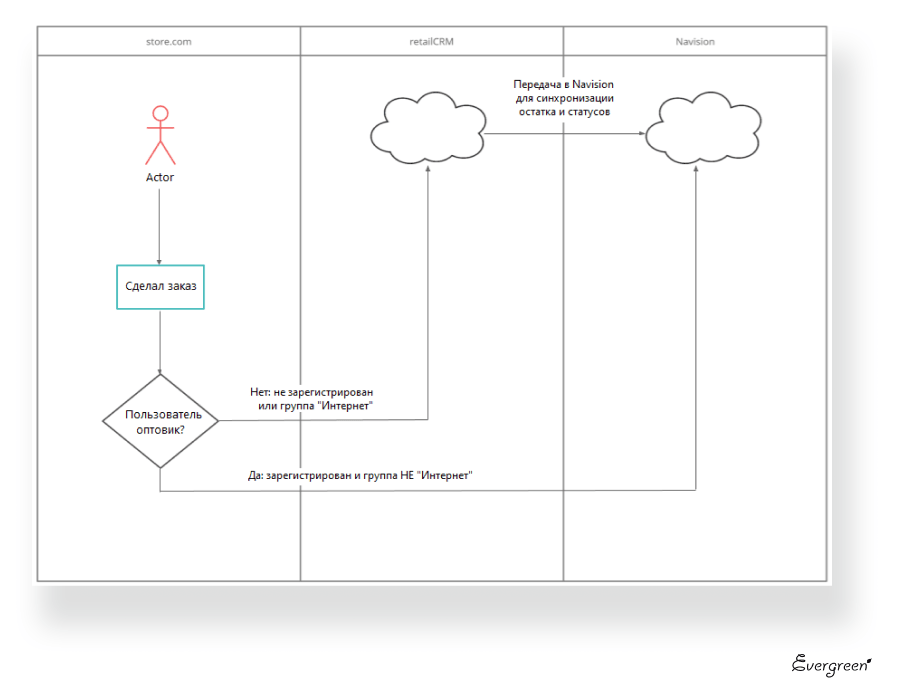 store.com
retailCRM
Navision
Передача в Navision
для синхронизации
остатка и статусов
Actor
Сделал заказ
Пользователь
оптовик?
Нет: не зарегистрирован
или группа "Интернет"
Да: зарегистрирован и группа НЕ "Интернет"
Evergreen